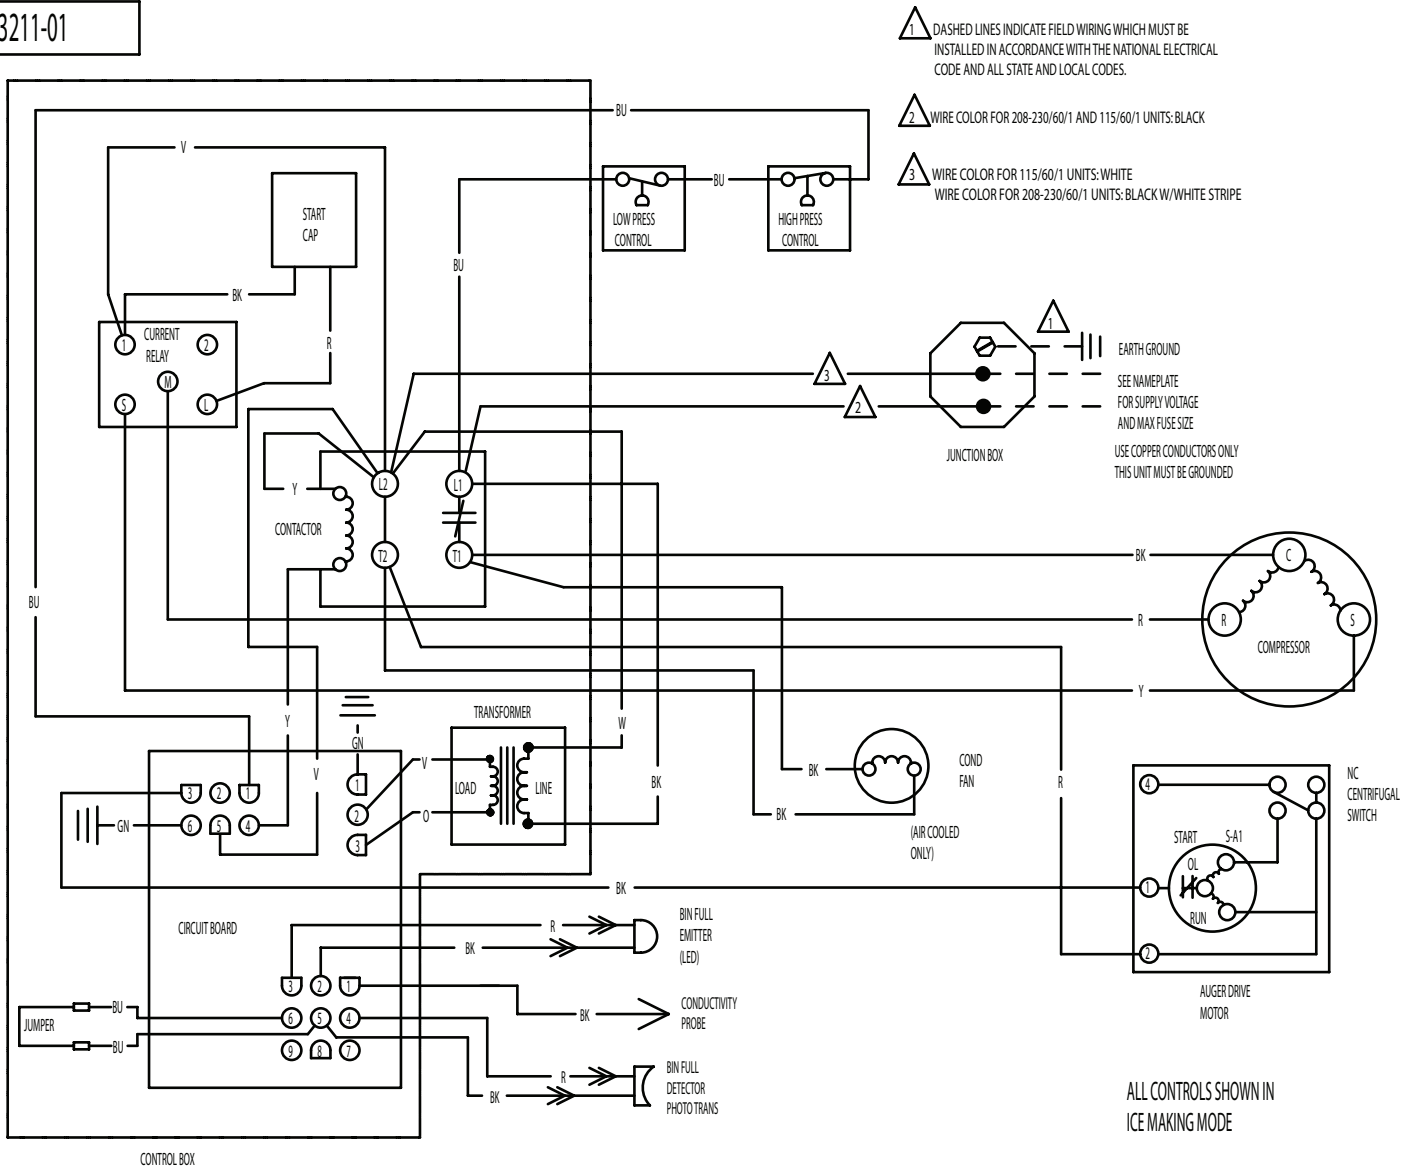 3211-01
1 DASHED LINES INDICATE FIELD WIRING WHICH MUST BE
INSTALLED IN ACCORDANCE WITH THE NATIONAL ELECTRICAL
CODE AND ALL STATE AND LOCAL CODES.
2 WIRE COLOR FOR 208-230/60/1 AND 115/60/1 UNITS: BLACK
3 WIRE COLOR FOR 115/60/1 UNITS: WHITE
WIRE COLOR FOR 208-230/60/1 UNITS: BLACK W/WHITE STRIPE
BU
V
BU
LOW PRESS
CONTROL
HIGH PRESS
CONTROL
START
CAP
BU
BK
R
1
CURRENT
RELAY
2
M
S
L
1
EARTH GROUND
3
2
SEE NAMEPLATE
FOR SUPPLY VOLTAGE
AND MAX FUSE SIZE
USE COPPER CONDUCTORS ONLY
THIS UNIT MUST BE GROUNDED
JUNCTION BOX
Y
L2
L1
CONTACTOR
T2
T1
BK
C
R
S
COMPRESSOR
BU
R
Y
Y
GN
V
TRANSFORMER
LOAD
LINE
V
O
W
BK
BK
COND
FAN
BK
(AIR COOLED
ONLY)
R
NC
CENTRIFUGAL
SWITCH
4
START
S-A1
OL
1
RUN
2
AUGER DRIVE
MOTOR
GN
3
2
1
6
5
4
1
2
3
BK
CIRCUIT BOARD
R
BK
BIN FULL
EMITTER
(LED)
3
2
1
6
5
4
9
8
7
BK
CONDUCTIVITY
PROBE
JUMPER
BU
BU
R
BK
BIN FULL
DETECTOR
PHOTO TRANS
ALL CONTROLS SHOWN IN
ICE MAKING MODE
CONTROL BOX